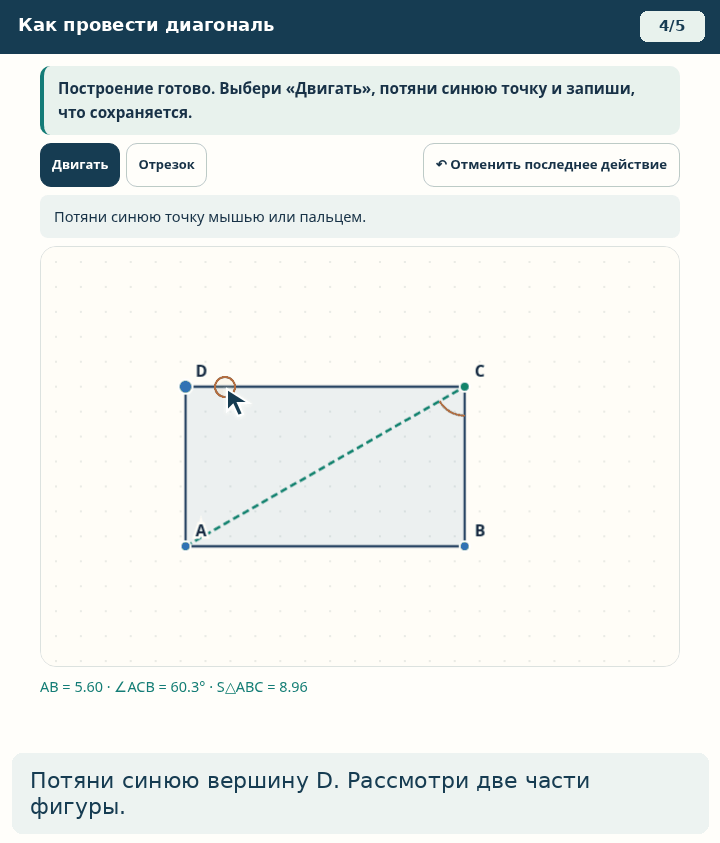 Как провести диагональ
4/5
Построение готово. Выбери «Двигать», потяни синюю точку и запиши,
что сохраняется.
Двигать
Отрезок
↶ Отменить последнее действие
Потяни синюю точку мышью или пальцем.
D
C
A
B
AB = 5.60 · ∠ACB = 60.3° · S△ABC = 8.96
Потяни синюю вершину D. Рассмотри две части
фигуры.